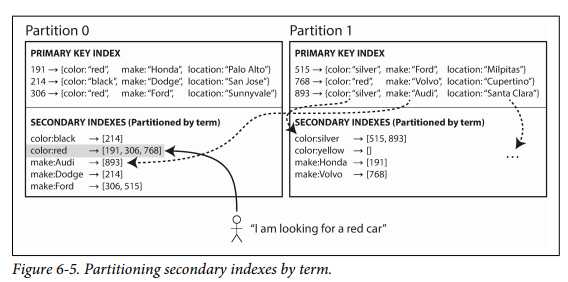 Partition 0
PRIMARY KEY INDEX
191 → {color: “red”, make: “Honda”, location: “Palo Alto”}
214 → {color: “black”, make: “Dodge”, location: “San Jose”}
306 → {color: “red”, make: “Ford”, location: “Sunnyvale”}
SECONDARY INDEXES (Partitioned by term)
color:black → [214]
color:red → [191, 306, 768]
make:Audi → [893]
make:Dodge → [214]
make:Ford → [306, 515]
Partition 1
PRIMARY KEY INDEX
515 → {color: “silver”, make: “Ford”, location: “Milpitas”}
768 → {color: “red”, make: “Volvo”, location: “Cupertino”}
893 → {color: “silver”, make: “Audi”, location: “Santa Clara”}
SECONDARY INDEXES (Partitioned by term)
color:silver → [515, 893]
color:yellow → []
make:Honda → [191]
make:Volvo → [768]
...
“I am looking for a red car”
Figure 6-5. Partitioning secondary indexes by term.